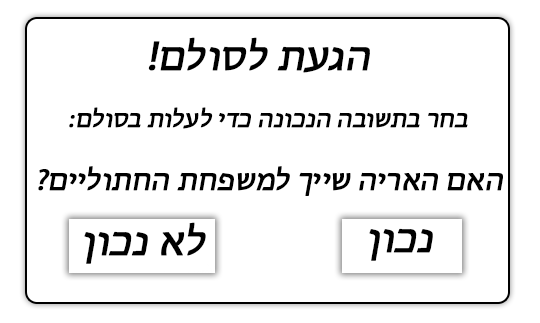 הגעת לסולם!
בחר בתשובה הנכונה כדי לעלות בסולם:
האם האריה שייך למשפחת החתוליים?
נכון
לא נכון